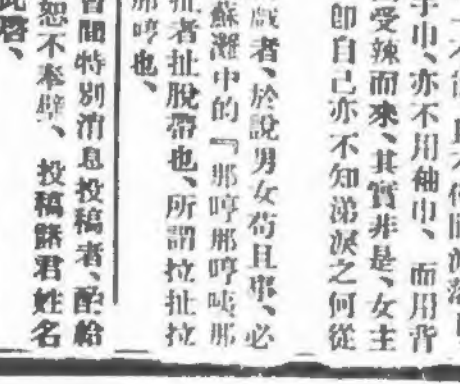 手巾、亦不用袖巾、而用背
受辣而來、其實非是、女主
即自己亦不知涕淚之何從
戲者、於說男女苟且事、必
蘇灘中的『那哼那哼咦那
扯者扯脫帶也、所謂拉扯拉
那哼也、
間特別消息投稿者、酌給
恕不奉璧、投稿諸君姓名
此啓、